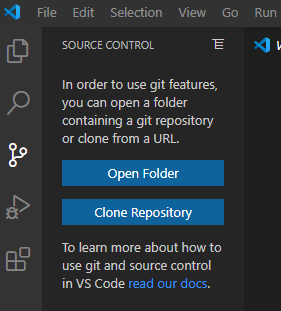 File Edit Selection View Go Run
SOURCE CONTROL
In order to use git features,
you can open a folder
containing a git repository
or clone from a URL.
Open Folder
Clone Repository
To learn more about how to
use git and source control
in VS Code read our docs.